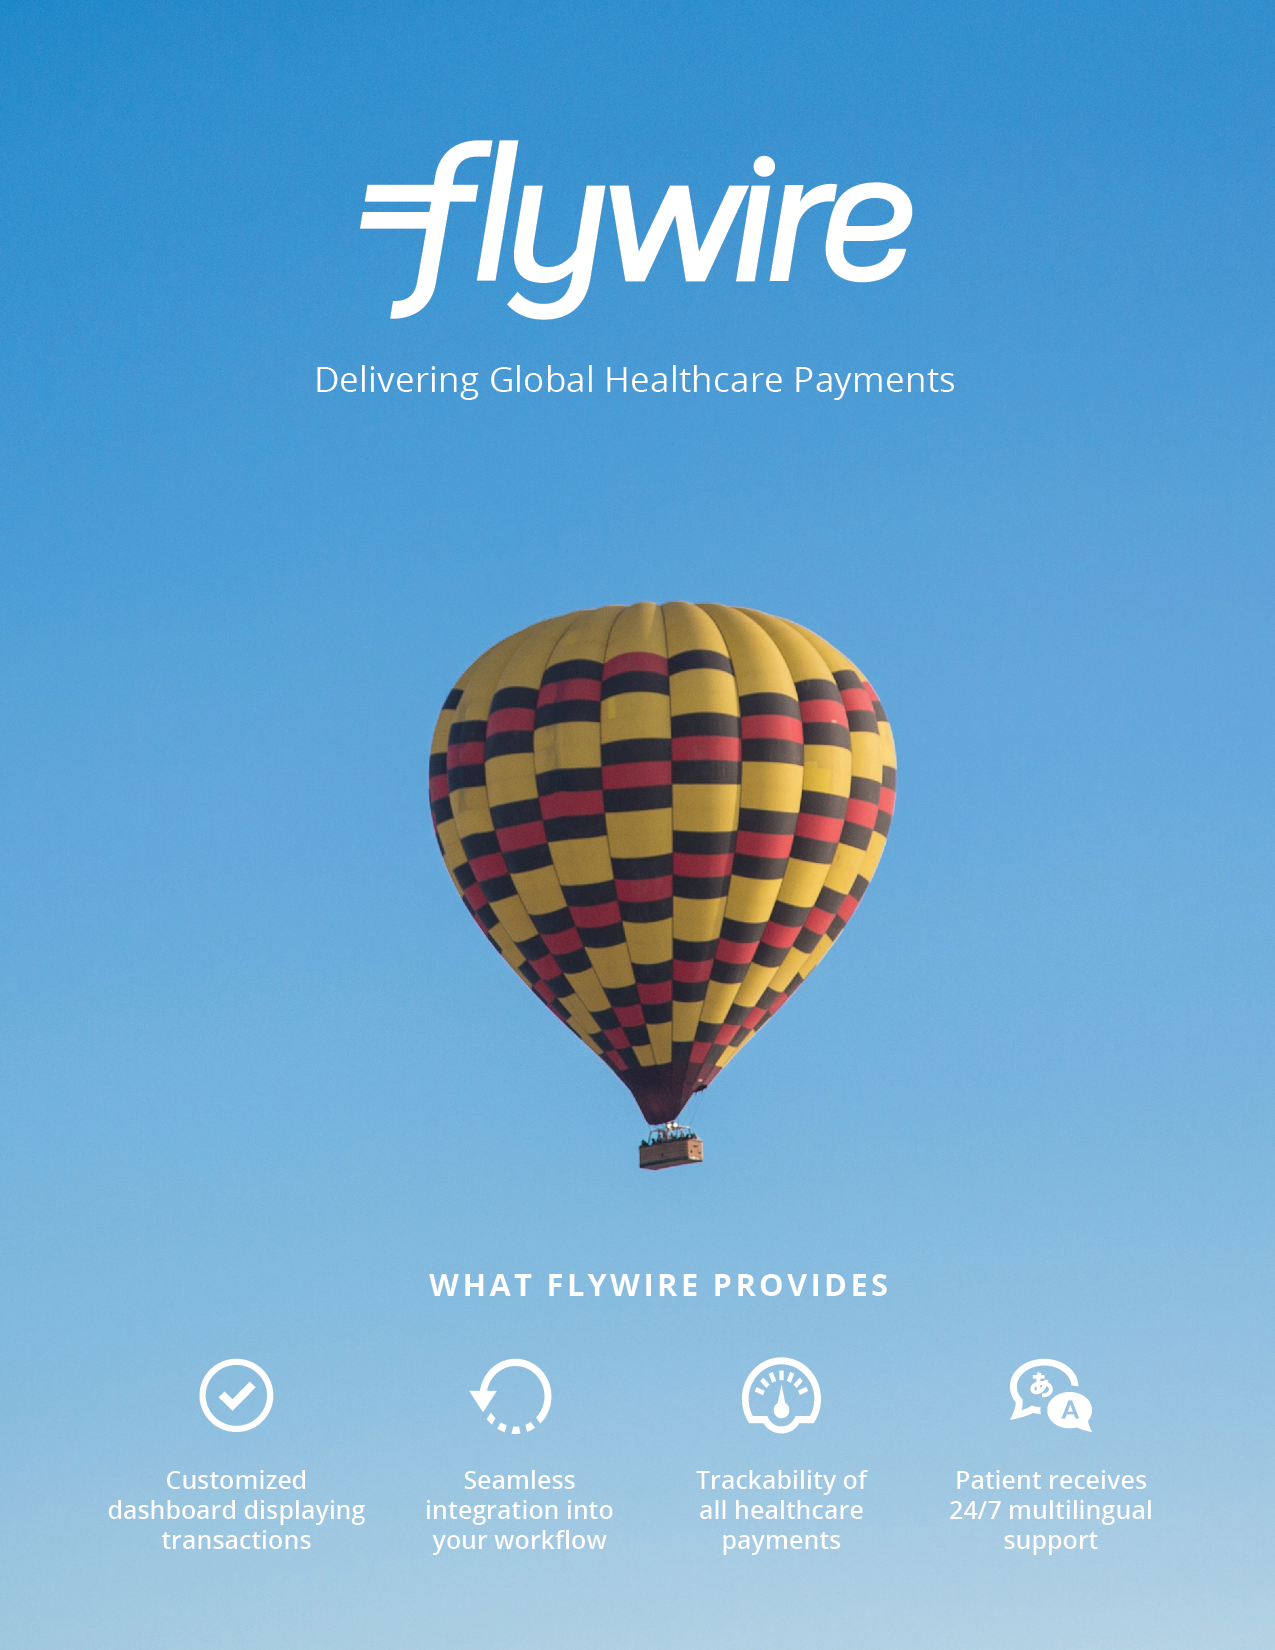 flywire
Delivering Global Healthcare Payments
WHAT FLYWIRE PROVIDES
Customized
dashboard displaying
transactions
Seamless
integration into
your workflow
Trackability of
all healthcare
payments
あ
A
Patient receives
24/7 multilingual
support